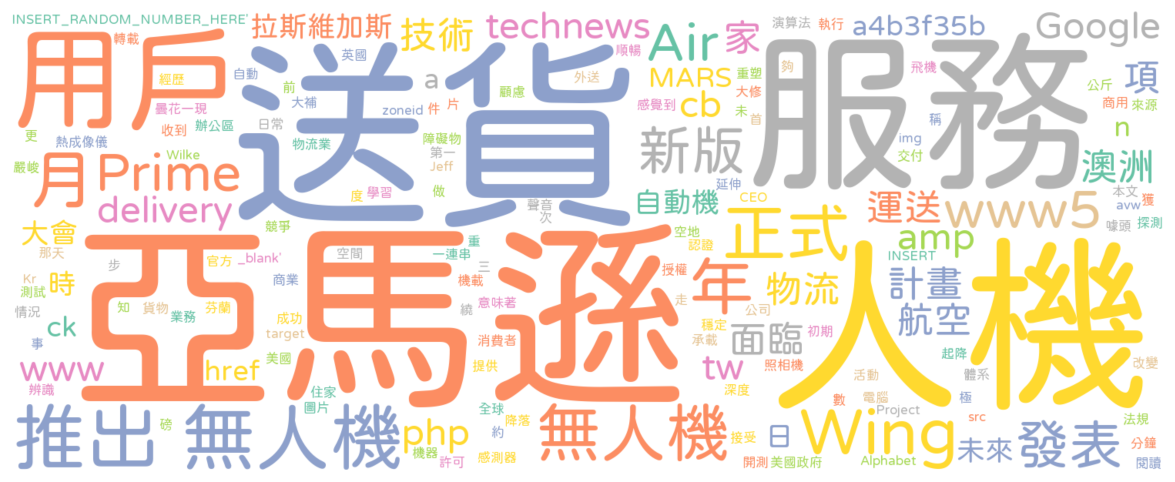 INSERT_RANDOM_NUMBER_HERE'
拉斯維加斯
技術
technews
Air
家
演算法
執行
a4b3f35b
Google
轉載
用戶
經歷
自動
送貨
英國
順暢
外送
MARS
重塑
夠
服務
飛機
公斤
項
前
大補
曇花一現
收到
辦公區
日常
zoneid
a
件
片
顧慮
感覺到
cb
大修
未
首
稱
商用
來源
更
熱成像儀
物流業
障礙物
第一
新版
img
n
嚴峻
月
Wilke
Prime
Jeff
交付
澳洲
度
學習
做
延伸
自動機
CEO
本文
avw
獲
delivery
聲音
次
運送
www5
噱頭
探測
大會
競爭
正式
amp
空地
認證
那天
亞馬遜
步
官方
_blank'
空間
一連串
重
三
機載
授權
年
INSERT
人機
Kr
測試
時
商業
意味著
繞
走
物流
計畫
情況
知
貨物
業務
芬蘭
成功
target
消費者
公司
穩定
承載
初期
航空
ck
事
美國
面臨
起降
www
href
提供
tw
照相機
體系
改變
辨識
住家
圖片
深度
活動
極
推出
無人機
磅
php
全球
約
降落
無人機
數
電腦
Project
Wing
src
法規
機器
許可
感測器
接受
日
未來
發表
分鐘
開測
美國政府
Alphabet
閱讀